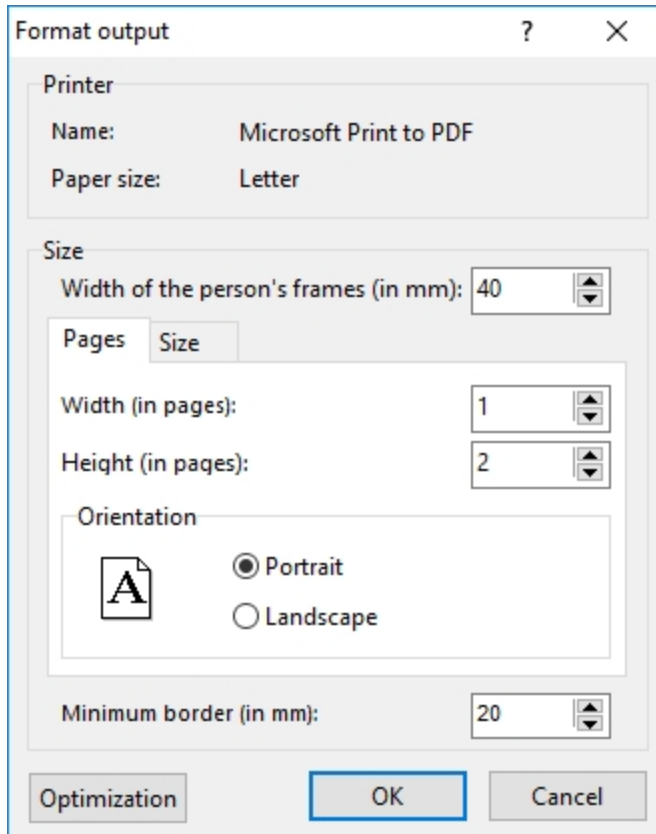 Format output ?
Printer
Name: Microsoft Print to PDF
Paper size: Letter
Size
Width of the person's frames (in mm): 40
Pages Size
Width (in pages): 1
Height (in pages): 2
Orientation
A Portrait
Landscape
Minimum border (in mm): 20
Optimization OK Cancel